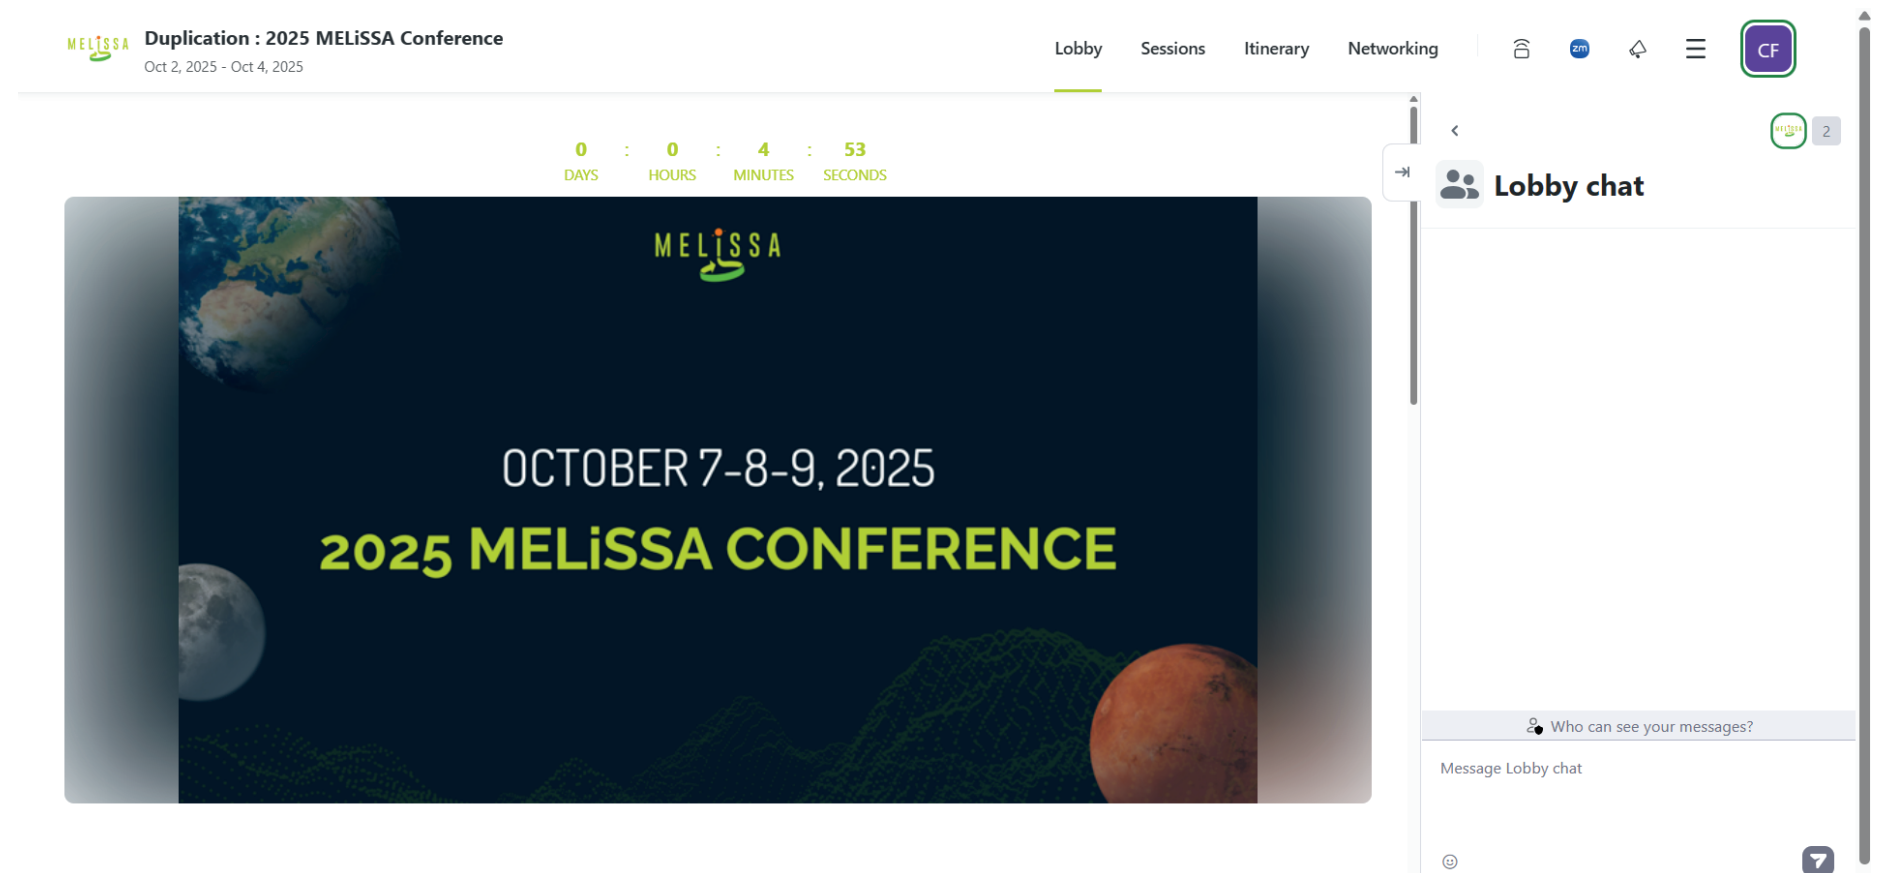 MELiSSA
Duplication : 2025 MELiSSA Conference
Oct 2, 2025 - Oct 4, 2025
Lobby
Sessions
Itinerary
Networking
zm
CF
0 : 0 : 4 : 53
DAYS HOURS MINUTES SECONDS
MELiSSA
OCTOBER 7-8-9, 2025
2025 MELiSSA CONFERENCE
MELiSSA
2
Lobby chat
Who can see your messages?
Message Lobby chat